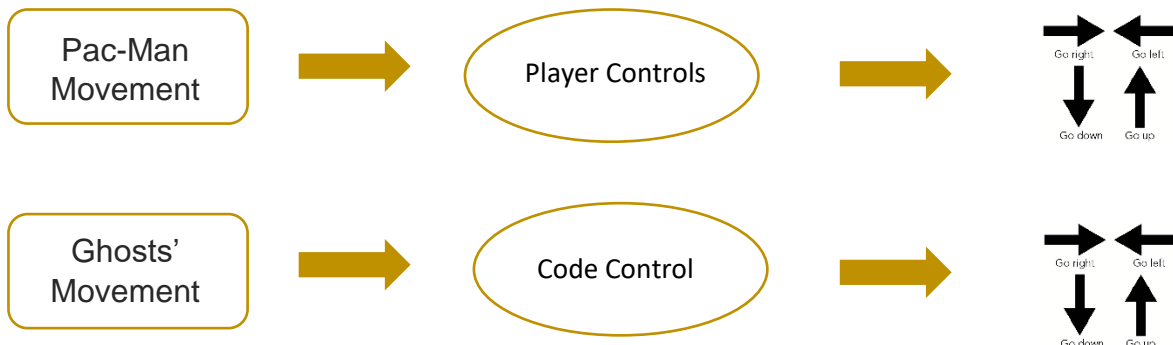 Pac-Man
Movement
Player Controls
Go right
Go left
Go down
Go up
Ghosts’
Movement
Code Control
Go right
Go left
Go down
Go up